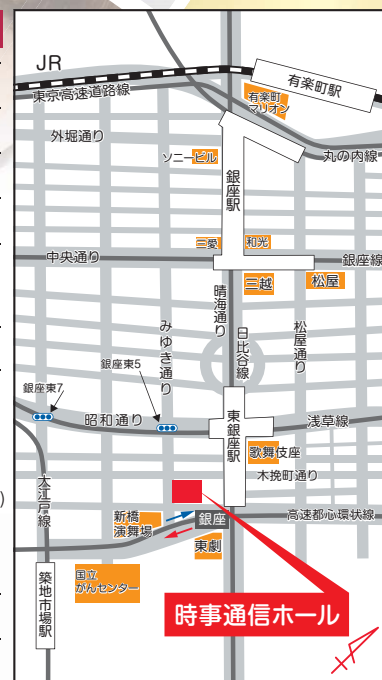 JR
有楽町駅
東京高速道路線
有楽町
マリオン
外堀通り
ソニービル
丸の内線
銀座駅
三愛
和光
中央通り
銀座線
三越
松屋
晴海通り
日比谷線
みゆき通り
松屋通り
銀座東5
銀座東7
昭和通り
東銀座駅
浅草線
歌舞伎座
木挽町通り
大江戸線
)
新橋
演舞場
銀座
高速都心環状線
東劇
築地市場駅
国立
がんセンター
時事通信ホール